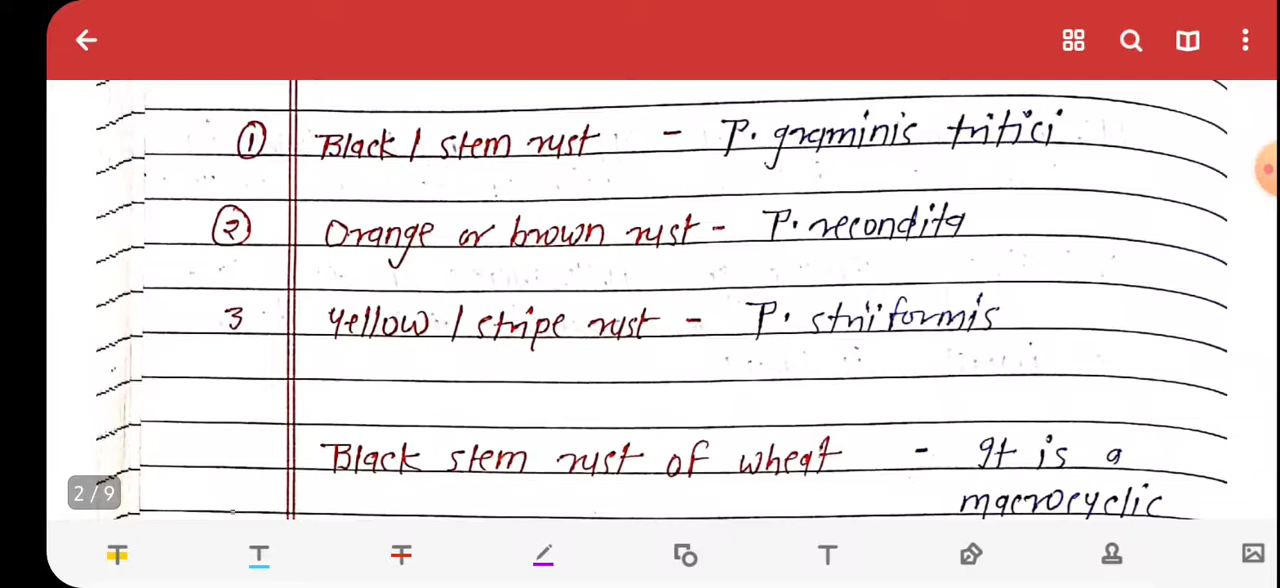 ① Black / stem rust - P. graminis tritici
② Orange or brown rust - P. recondita
3 Yellow / stripe rust - P. striiformis
Black stem rust of wheat - It is a
macrocyclic
2 / 9